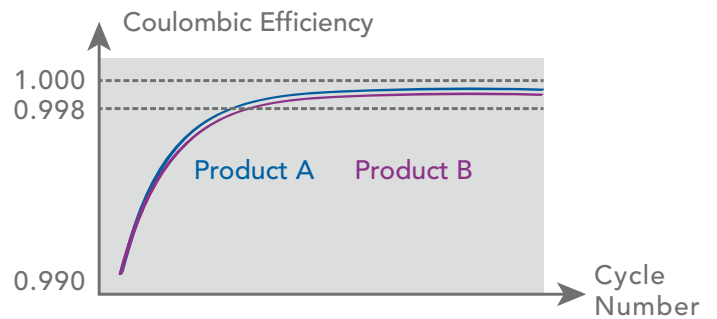 Coulombic Efficiency
1.000
0.998
Product A
Product B
0.990
Cycle
Number